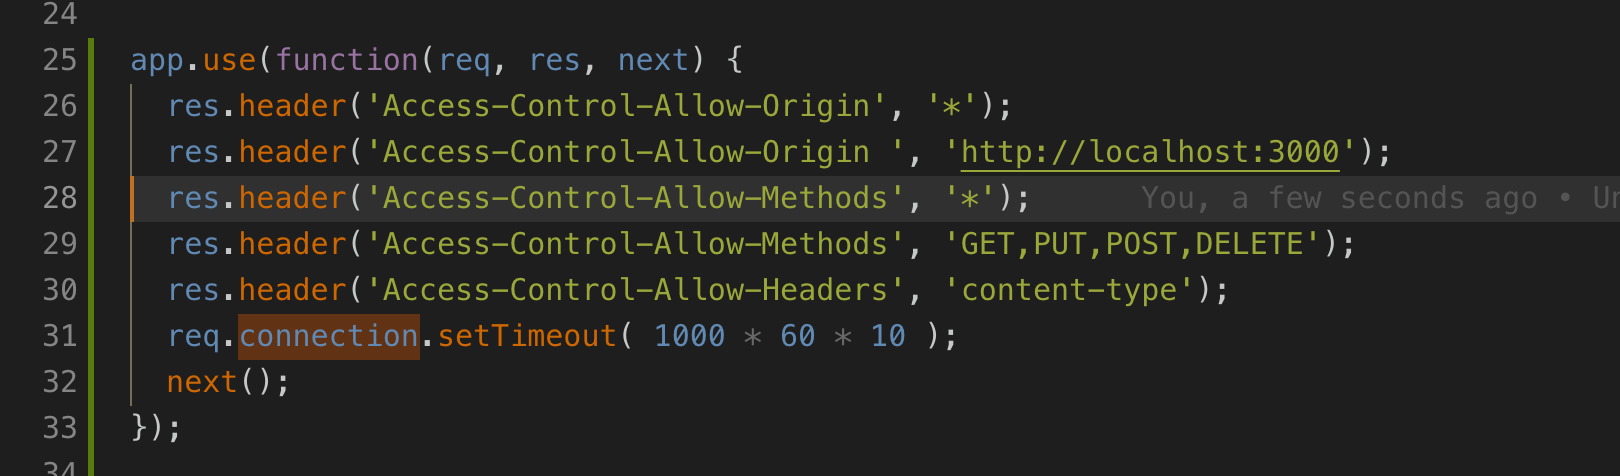 24
25 app.use(function(req, res, next) {
26 res.header('Access-Control-Allow-Origin', '*');
27 res.header('Access-Control-Allow-Origin ', 'http://localhost:3000');
28 res.header('Access-Control-Allow-Methods', '*'); You, a few seconds ago • Un
29 res.header('Access-Control-Allow-Methods', 'GET,PUT,POST,DELETE');
30 res.header('Access-Control-Allow-Headers', 'content-type');
31 req.connection.setTimeout( 1000 * 60 * 10 );
32 next();
33 });
34